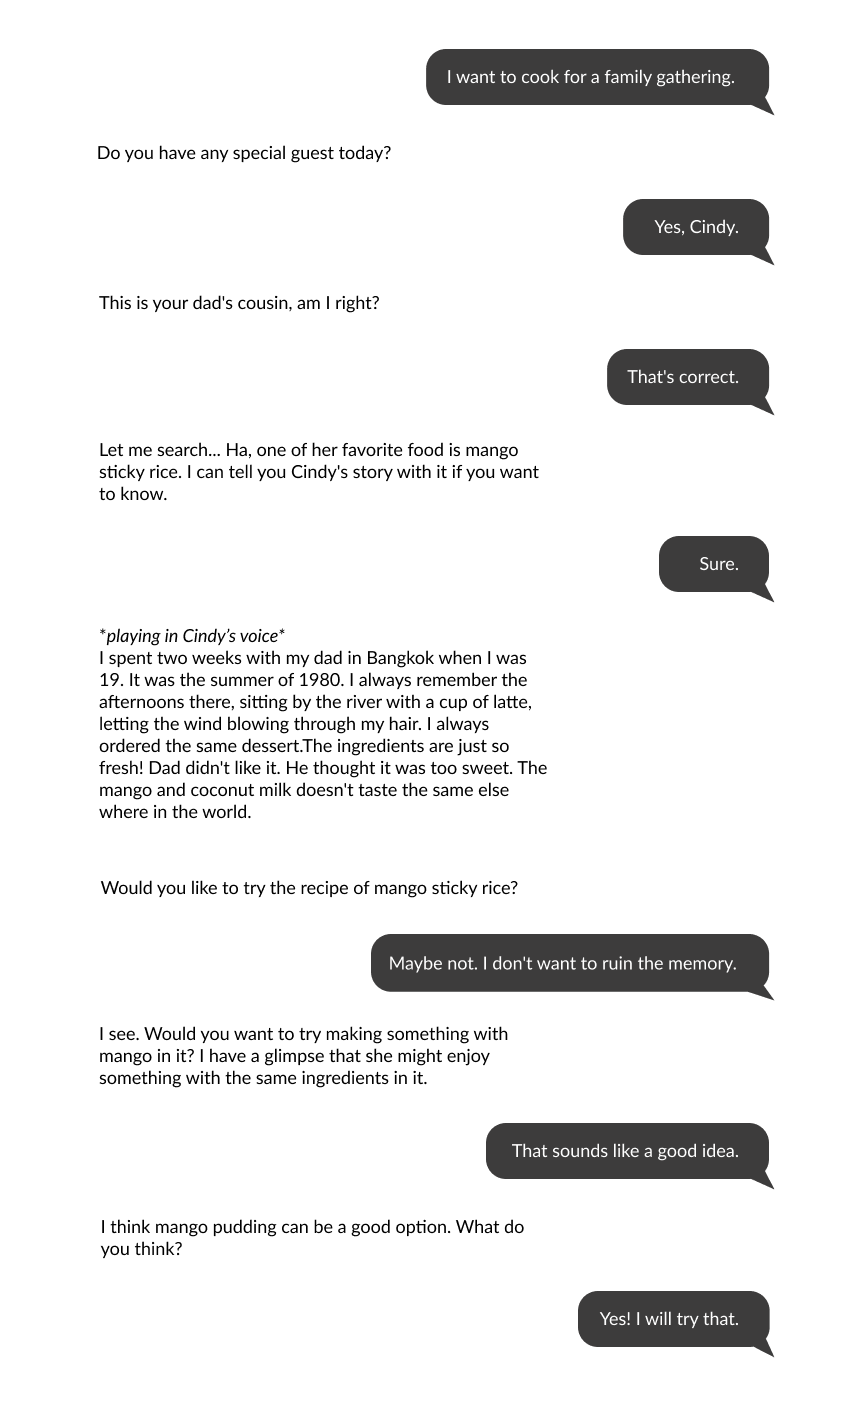 I want to cook for a family gathering.
Do you have any special guest today?
Yes, Cindy.
This is your dad's cousin, am I right?
That's correct.
Let me search... Ha, one of her favorite food is mango
sticky rice. I can tell you Cindy's story with it if you want
to know.
Sure.
*playing in Cindy’s voice*
I spent two weeks with my dad in Bangkok when I was
19. It was the summer of 1980. I always remember the
afternoons there, sitting by the river with a cup of latte,
letting the wind blowing through my hair. I always
ordered the same dessert.The ingredients are just so
fresh! Dad didn't like it. He thought it was too sweet. The
mango and coconut milk doesn't taste the same else
where in the world.
Would you like to try the recipe of mango sticky rice?
Maybe not. I don't want to ruin the memory.
I see. Would you want to try making something with
mango in it? I have a glimpse that she might enjoy
something with the same ingredients in it.
That sounds like a good idea.
I think mango pudding can be a good option. What do
you think?
Yes! I will try that.